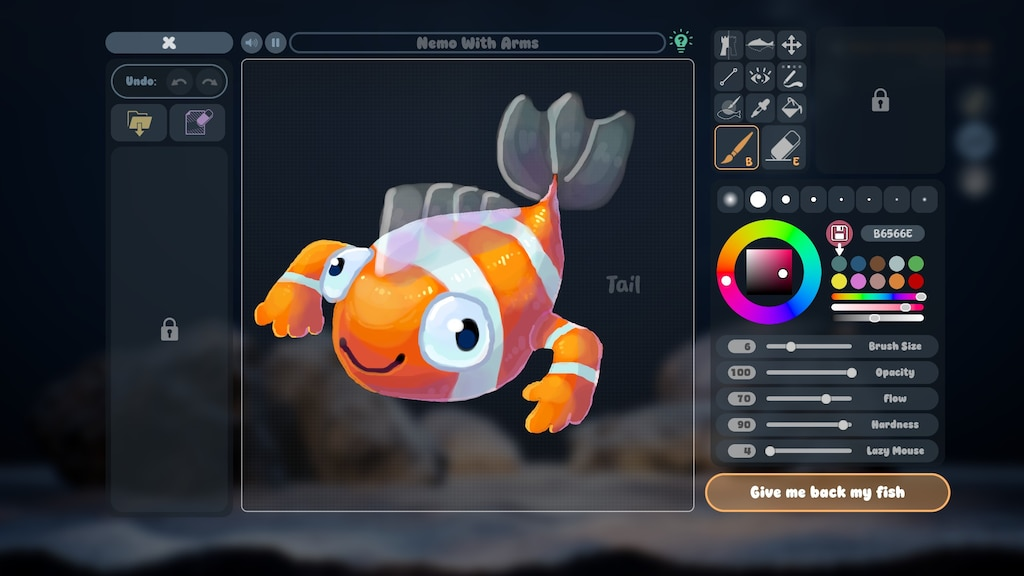 Nemo With Arms
Undo:
Tail
B
E
B6566E
6 Brush Size
100 Opacity
70 Flow
90 Hardness
4 Lazy Mouse
Give me back my fish